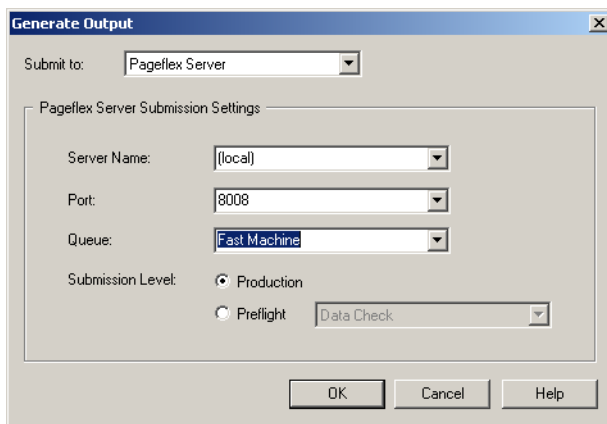 Generate Output
Submit to: Pageflex Server
Pageflex Server Submission Settings
Server Name: (local)
Port: 8008
Queue: Fast Machine
Submission Level: Production
Preflight Data Check
OK Cancel Help